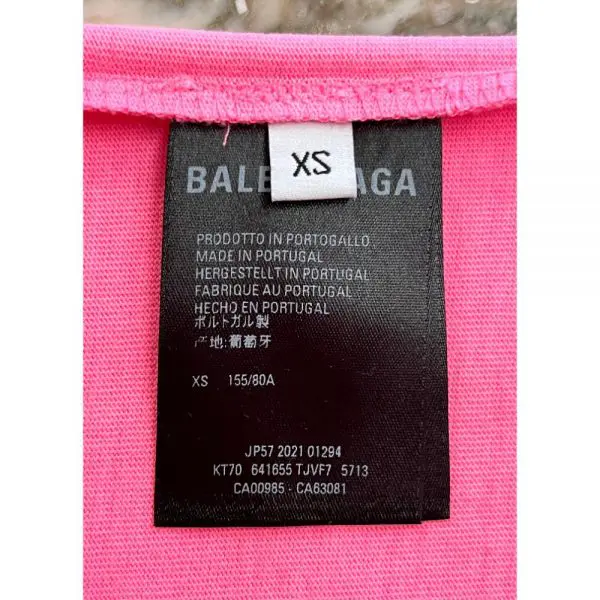 XS
BALE AGA
PRODOTTO IN PORTOGALLO
MADE IN PORTUGAL
HERGESTELLT IN PORTUGAL
FABRIQUE AU PORTUGAL
HECHO EN PORTUGAL
ポルトガル製
产地:葡萄牙
XS 155/80A
JP57 2021 01294
KT70 641655 TJVF7 5713
CA00985 - CA63081